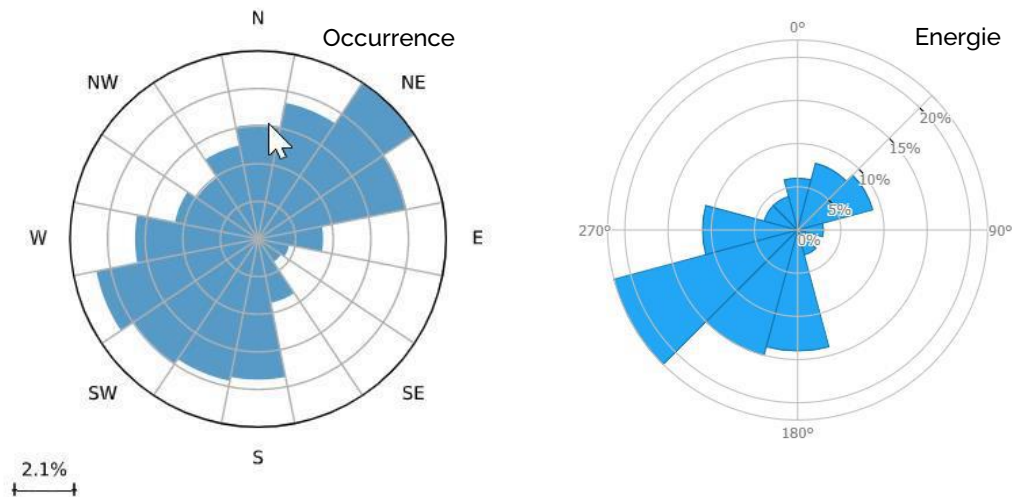 Occurrence
N
NW
NE
W
E
SW
SE
S
2.1%
Energie
0°
20%
15%
10%
5%
0%
270°
90°
180°